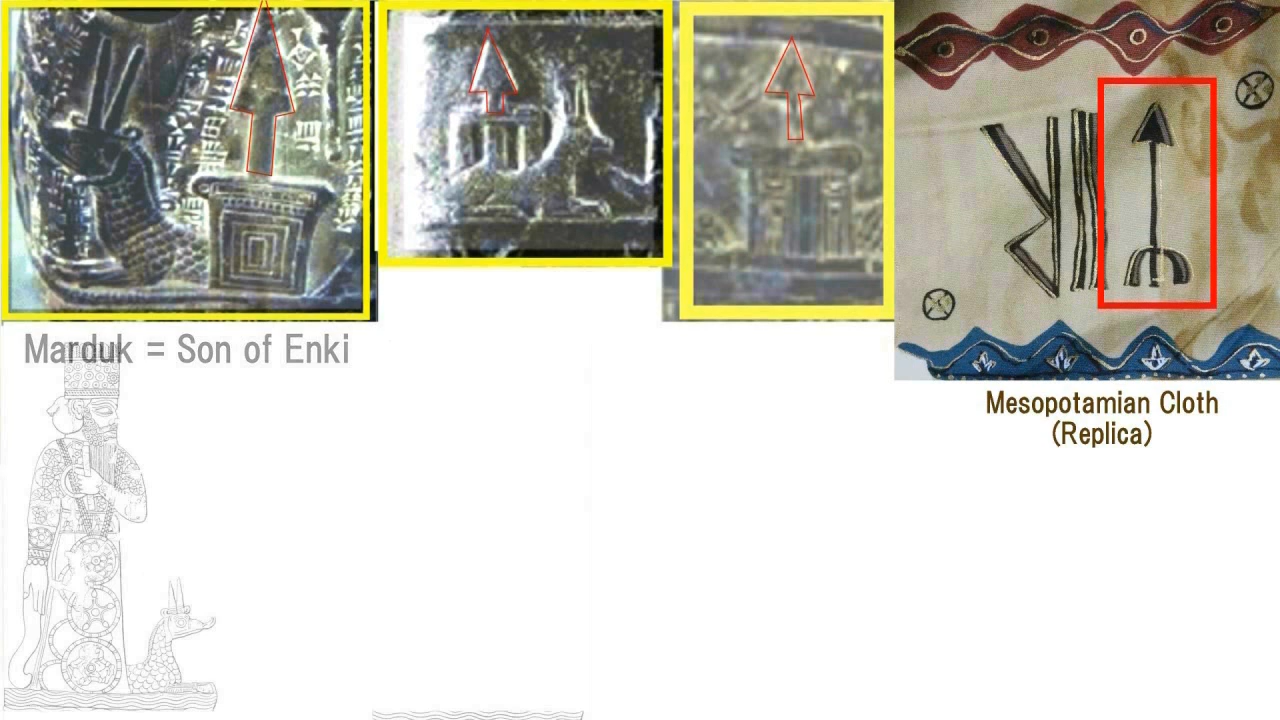 Marduk = Son of Enki
Mesopotamian Cloth
(Replica)